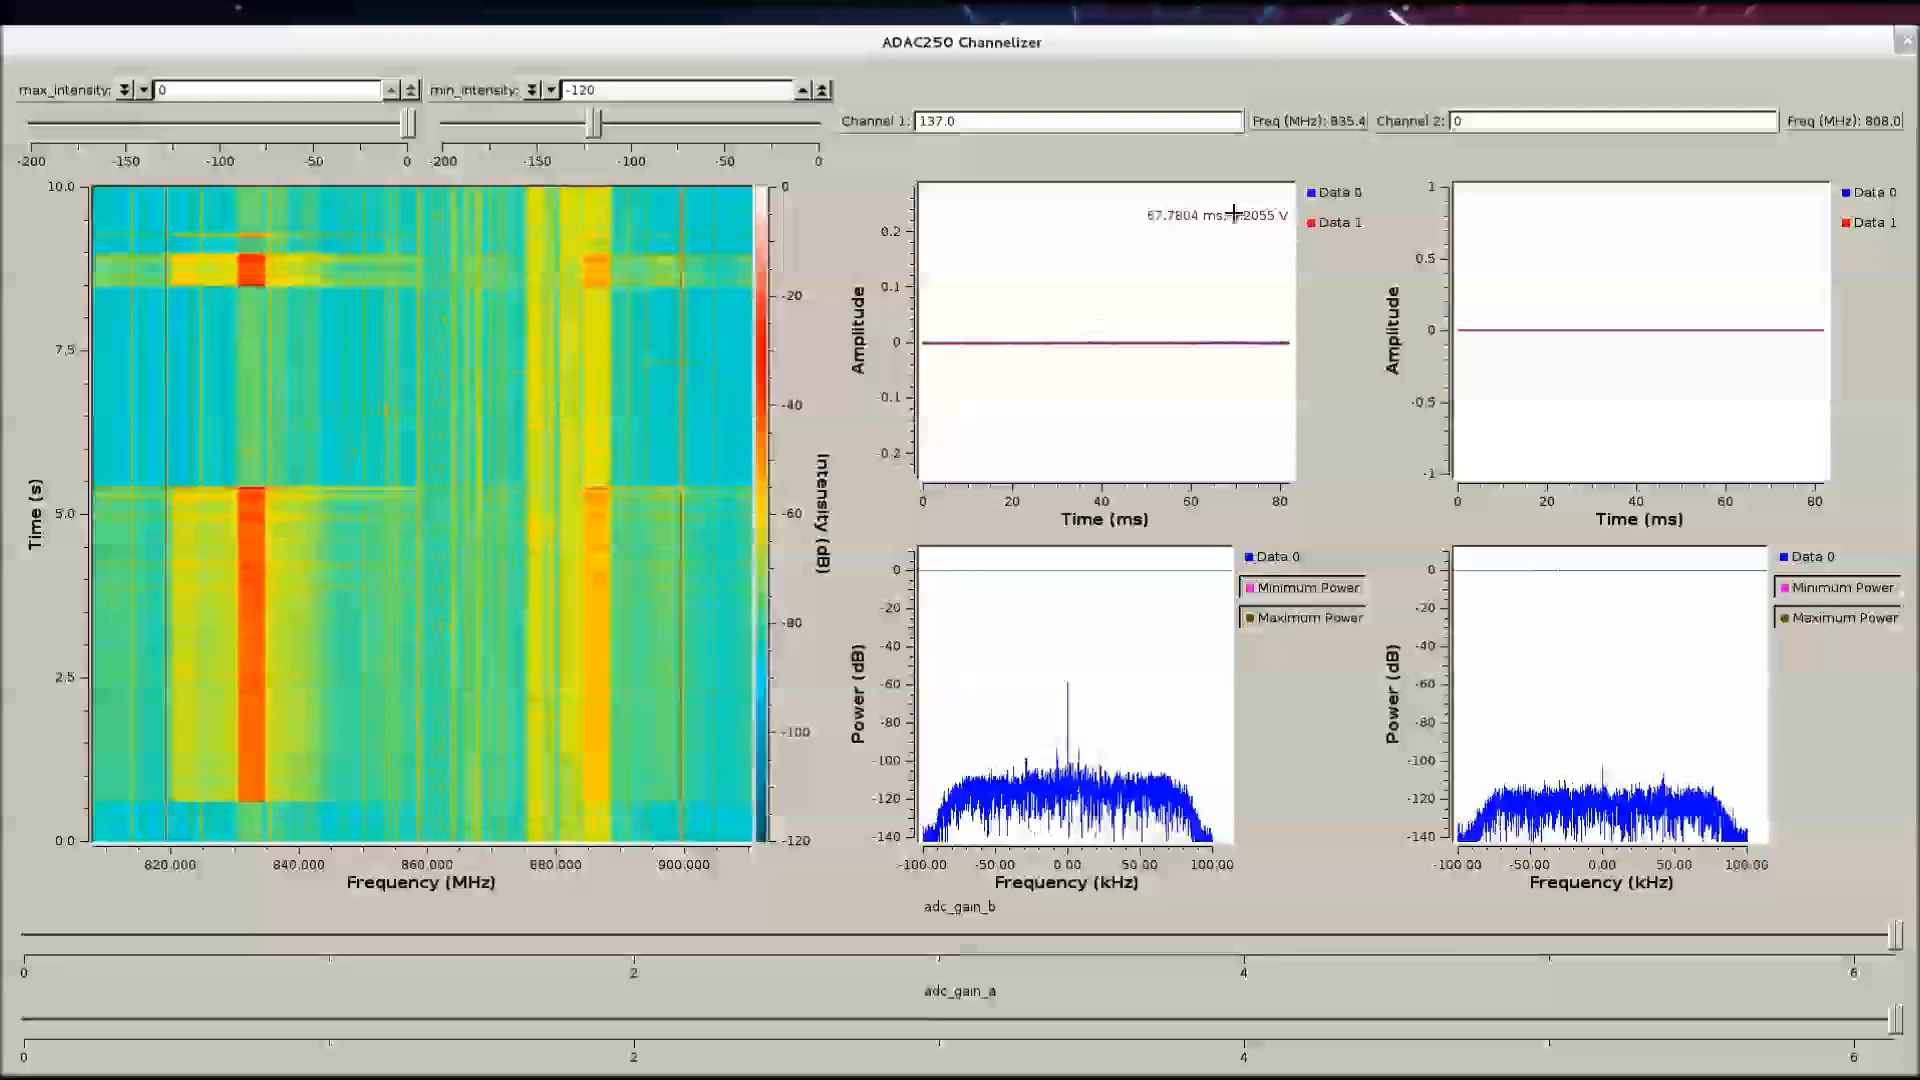 ADAC250 Channelizer
max_intensity: 0
min_intensity: -120
Channel 1: 137.0
Freq (MHz): 835.4
Channel 2: 0
Freq (MHz): 808.0
-200 -150 -100 -50 0
-200 -150 -100 -50 0
10.0
7.5
5.0
2.5
0.0
Time (s)
820.000 840.000 860.000 880.000 900.000
Frequency (MHz)
0
-20
-40
-60
-80
-100
-120
Intensity (dB)
67.7804 ms,
2055 V
Data 0
Data 1
0.2
0.1
0
-0.1
-0.2
Amplitude
0 20 40 60 80
Time (ms)
Data 0
Data 1
1
0.5
0
-0.5
-1
Amplitude
0 20 40 60 80
Time (ms)
Data 0
Minimum Power
Maximum Power
0
-20
-40
-60
-80
-100
-120
-140
Power (dB)
-100.00 -50.00 0.00 50.00 100.00
Frequency (kHz)
Data 0
Minimum Power
Maximum Power
0
-20
-40
-60
-80
-100
-120
-140
Power (dB)
-100.00 -50.00 0.00 50.00 100.00
Frequency (kHz)
adc_gain_b
0 2 4 6
adc_gain_a
0 2 4 6